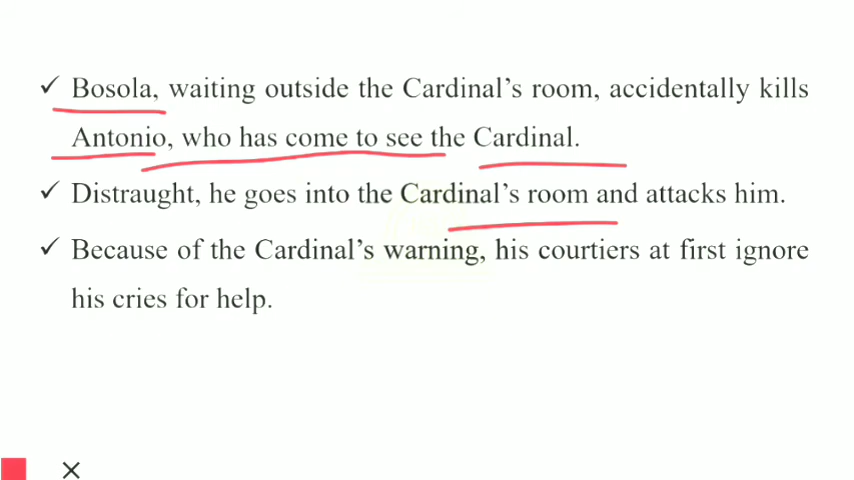 ✓ Bosola, waiting outside the Cardinal's room, accidentally kills
Antonio, who has come to see the Cardinal.
✓ Distraught, he goes into the Cardinal's room and attacks him.
✓ Because of the Cardinal's warning, his courtiers at first ignore
his cries for help.